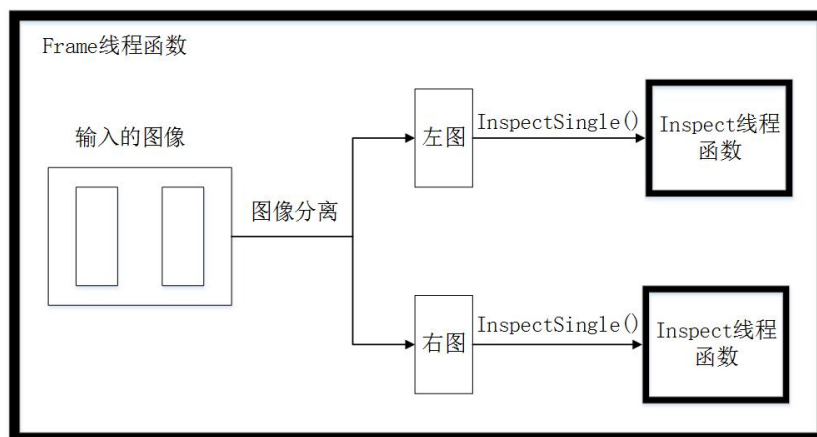 Frame线程函数
输入的图像
图像分离
左图
InspectSingle()
Inspect线程
函数
右图
InspectSingle()
Inspect线程
函数